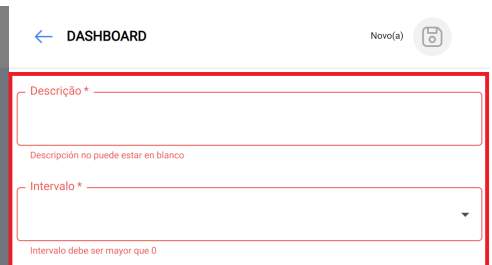 DASHBOARD
Novo(a)
Descrição *
Descripción no puede estar en blanco
Intervalo *
Intervalo debe ser mayor que 0